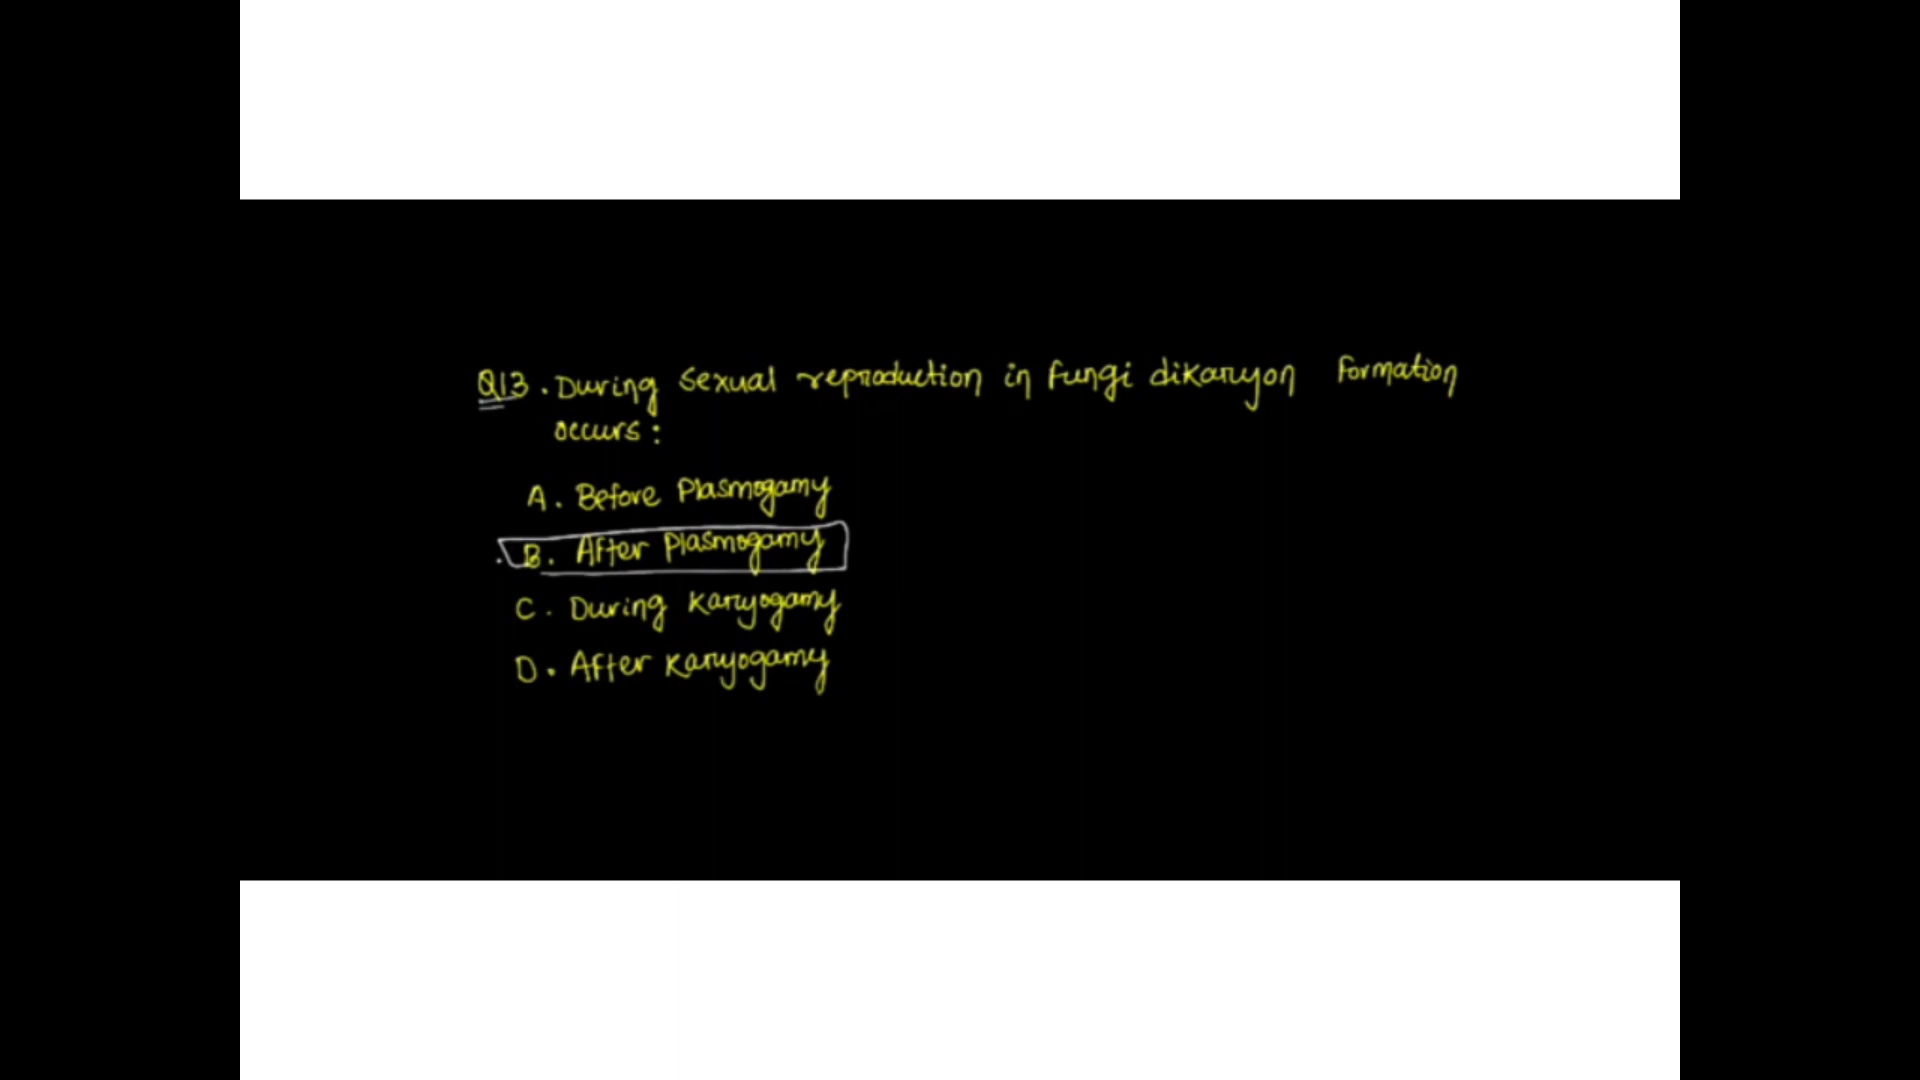 Q13. During sexual reproduction in fungi dikaryon formation
occurs:
A. Before Plasmogamy
B. After Plasmogamy
C. During Karyogamy
D. After Karyogamy